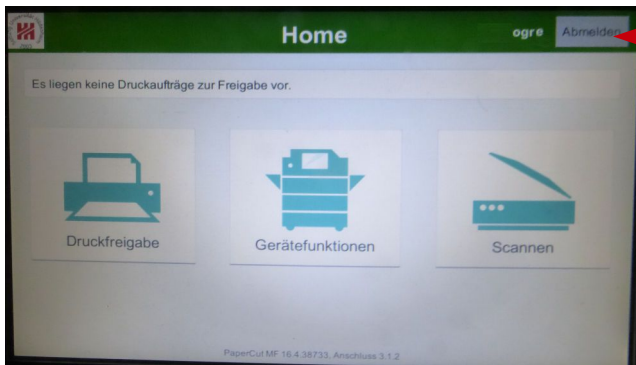 Home
ogre
Abmelden
Es liegen keine Druckaufträge zur Freigabe vor.
Druckfreigabe
Gerätefunktionen
Scannen
PaperCut MF 16.4.38733, Anschluss 3.1.2